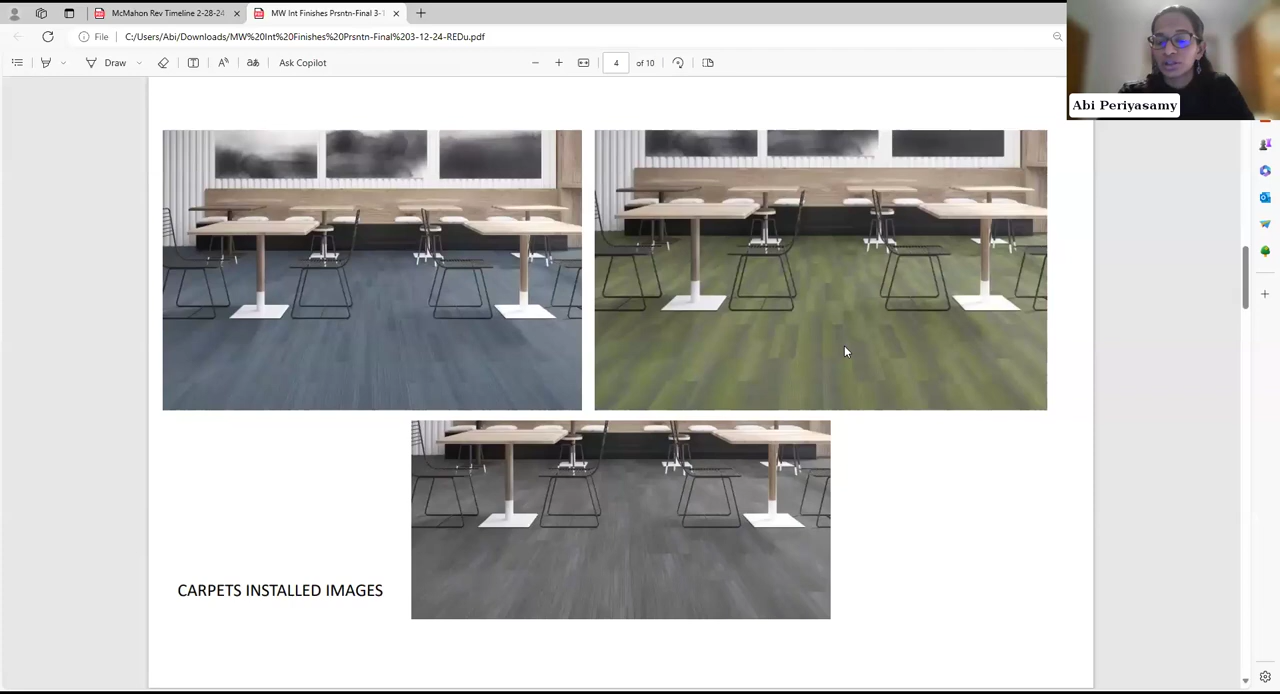 McMahon Rev Timeline 2-28-24
MW Int Finishes Prsntn-Final 3-1
File
C:/Users/Abi/Downloads/MW%20Int%20Finishes%20Prsntn-Final%203-12-24-REDu.pdf
Draw
Ask Copilot
4
of 10
Abi Periyasamy
CARPETS INSTALLED IMAGES